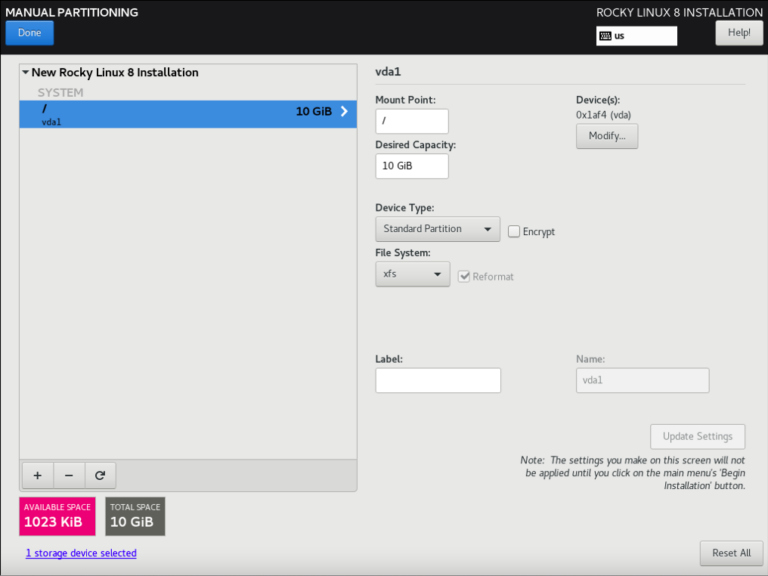 MANUAL PARTITIONING
ROCKY LINUX 8 INSTALLATION
Done
us
Help!
New Rocky Linux 8 Installation
SYSTEM
/
10 GiB
vda1
vda1
Mount Point:
/
Desired Capacity:
10 GiB
Device(s):
0x1af4 (vda)
Modify...
Device Type:
Standard Partition
Encrypt
File System:
xfs
Reformat
Label:
Name:
vda1
Update Settings
Note: The settings you make on this screen will not
be applied until you click on the main menu's 'Begin
Installation' button.
AVAILABLE SPACE
1023 KiB
TOTAL SPACE
10 GiB
1 storage device selected
Reset All